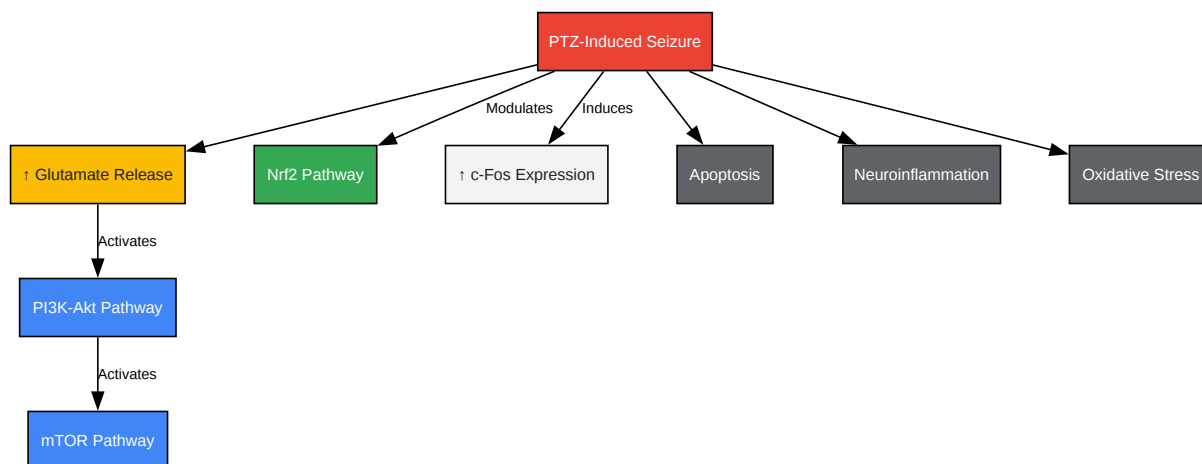 PTZ-Induced Seizure
Modulates
Induces
↑ Glutamate Release
Nrf2 Pathway
↑ c-Fos Expression
Apoptosis
Neuroinflammation
Oxidative Stress
Activates
PI3K-Akt Pathway
Activates
mTOR Pathway